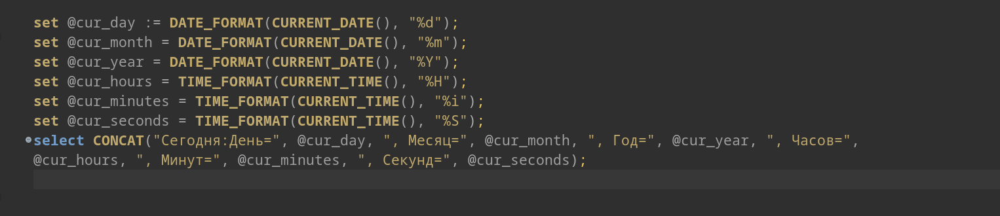 set @cur_day := DATE_FORMAT(CURRENT_DATE(), "%d");
set @cur_month = DATE_FORMAT(CURRENT_DATE(), "%m");
set @cur_year = DATE_FORMAT(CURRENT_DATE(), "%Y");
set @cur_hours = TIME_FORMAT(CURRENT_TIME(), "%H");
set @cur_minutes = TIME_FORMAT(CURRENT_TIME(), "%i");
set @cur_seconds = TIME_FORMAT(CURRENT_TIME(), "%S");
select CONCAT("Сегодня:День=", @cur_day, ", Месяц=", @cur_month, ", Год=", @cur_year, ", Часов=",
@cur_hours, ", Минут=", @cur_minutes, ", Секунд=", @cur_seconds);